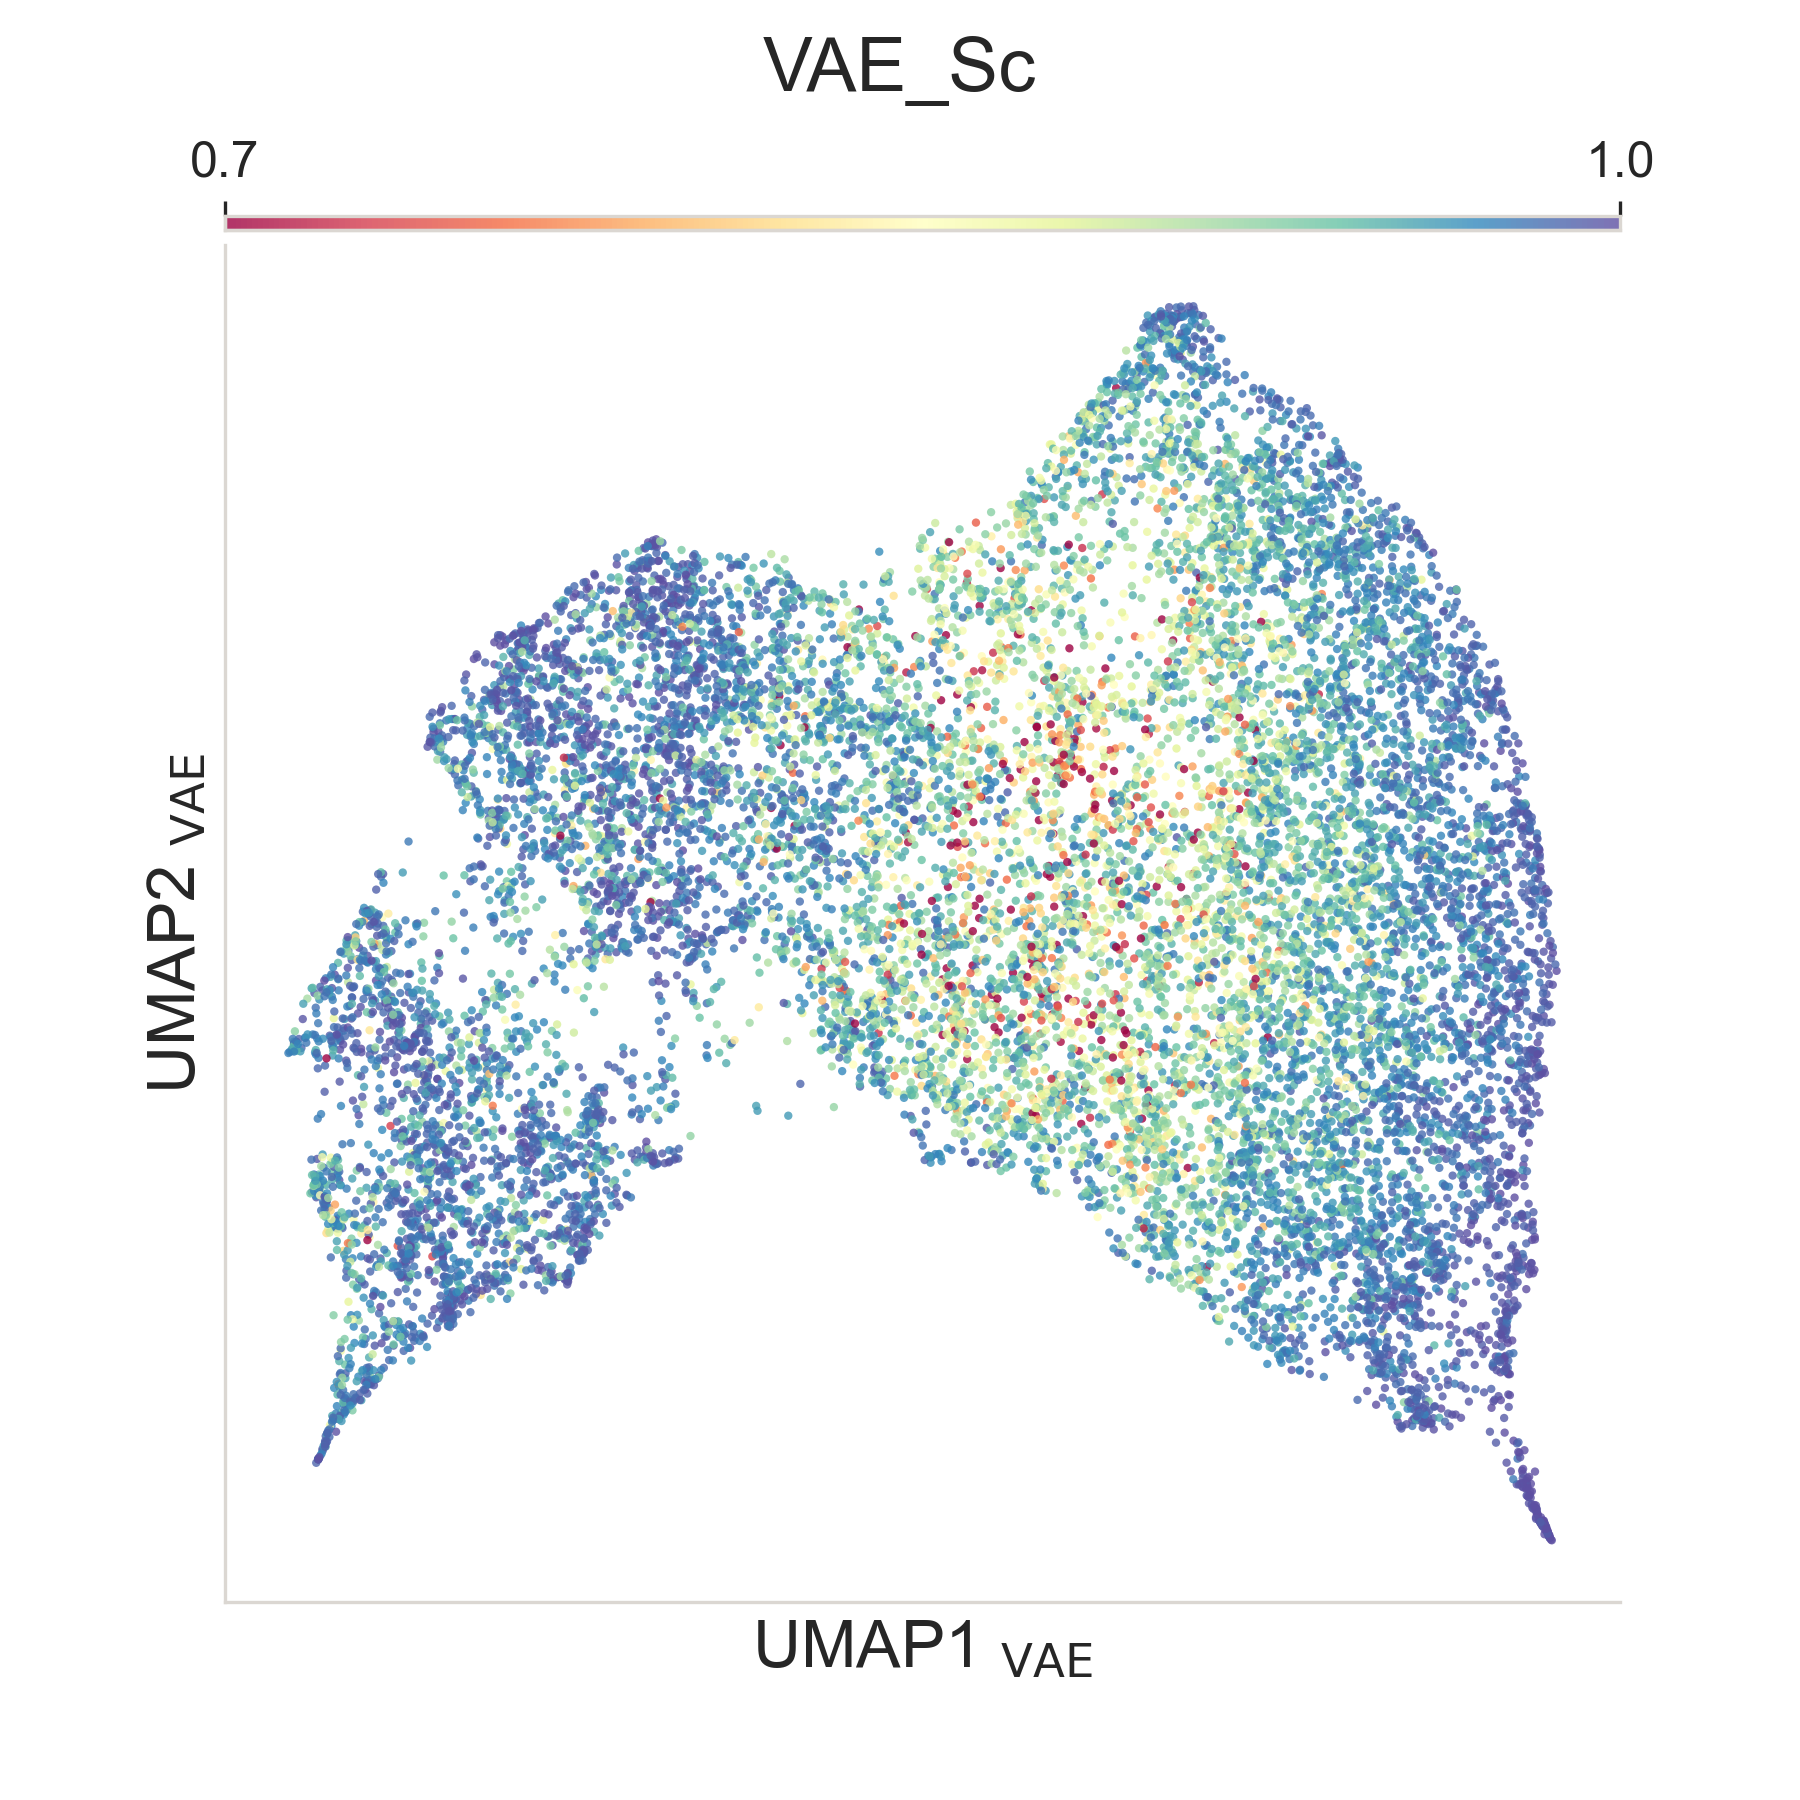 VAE_Sc
0.7 1.0
UMAP2 VAE
UMAP1 VAE